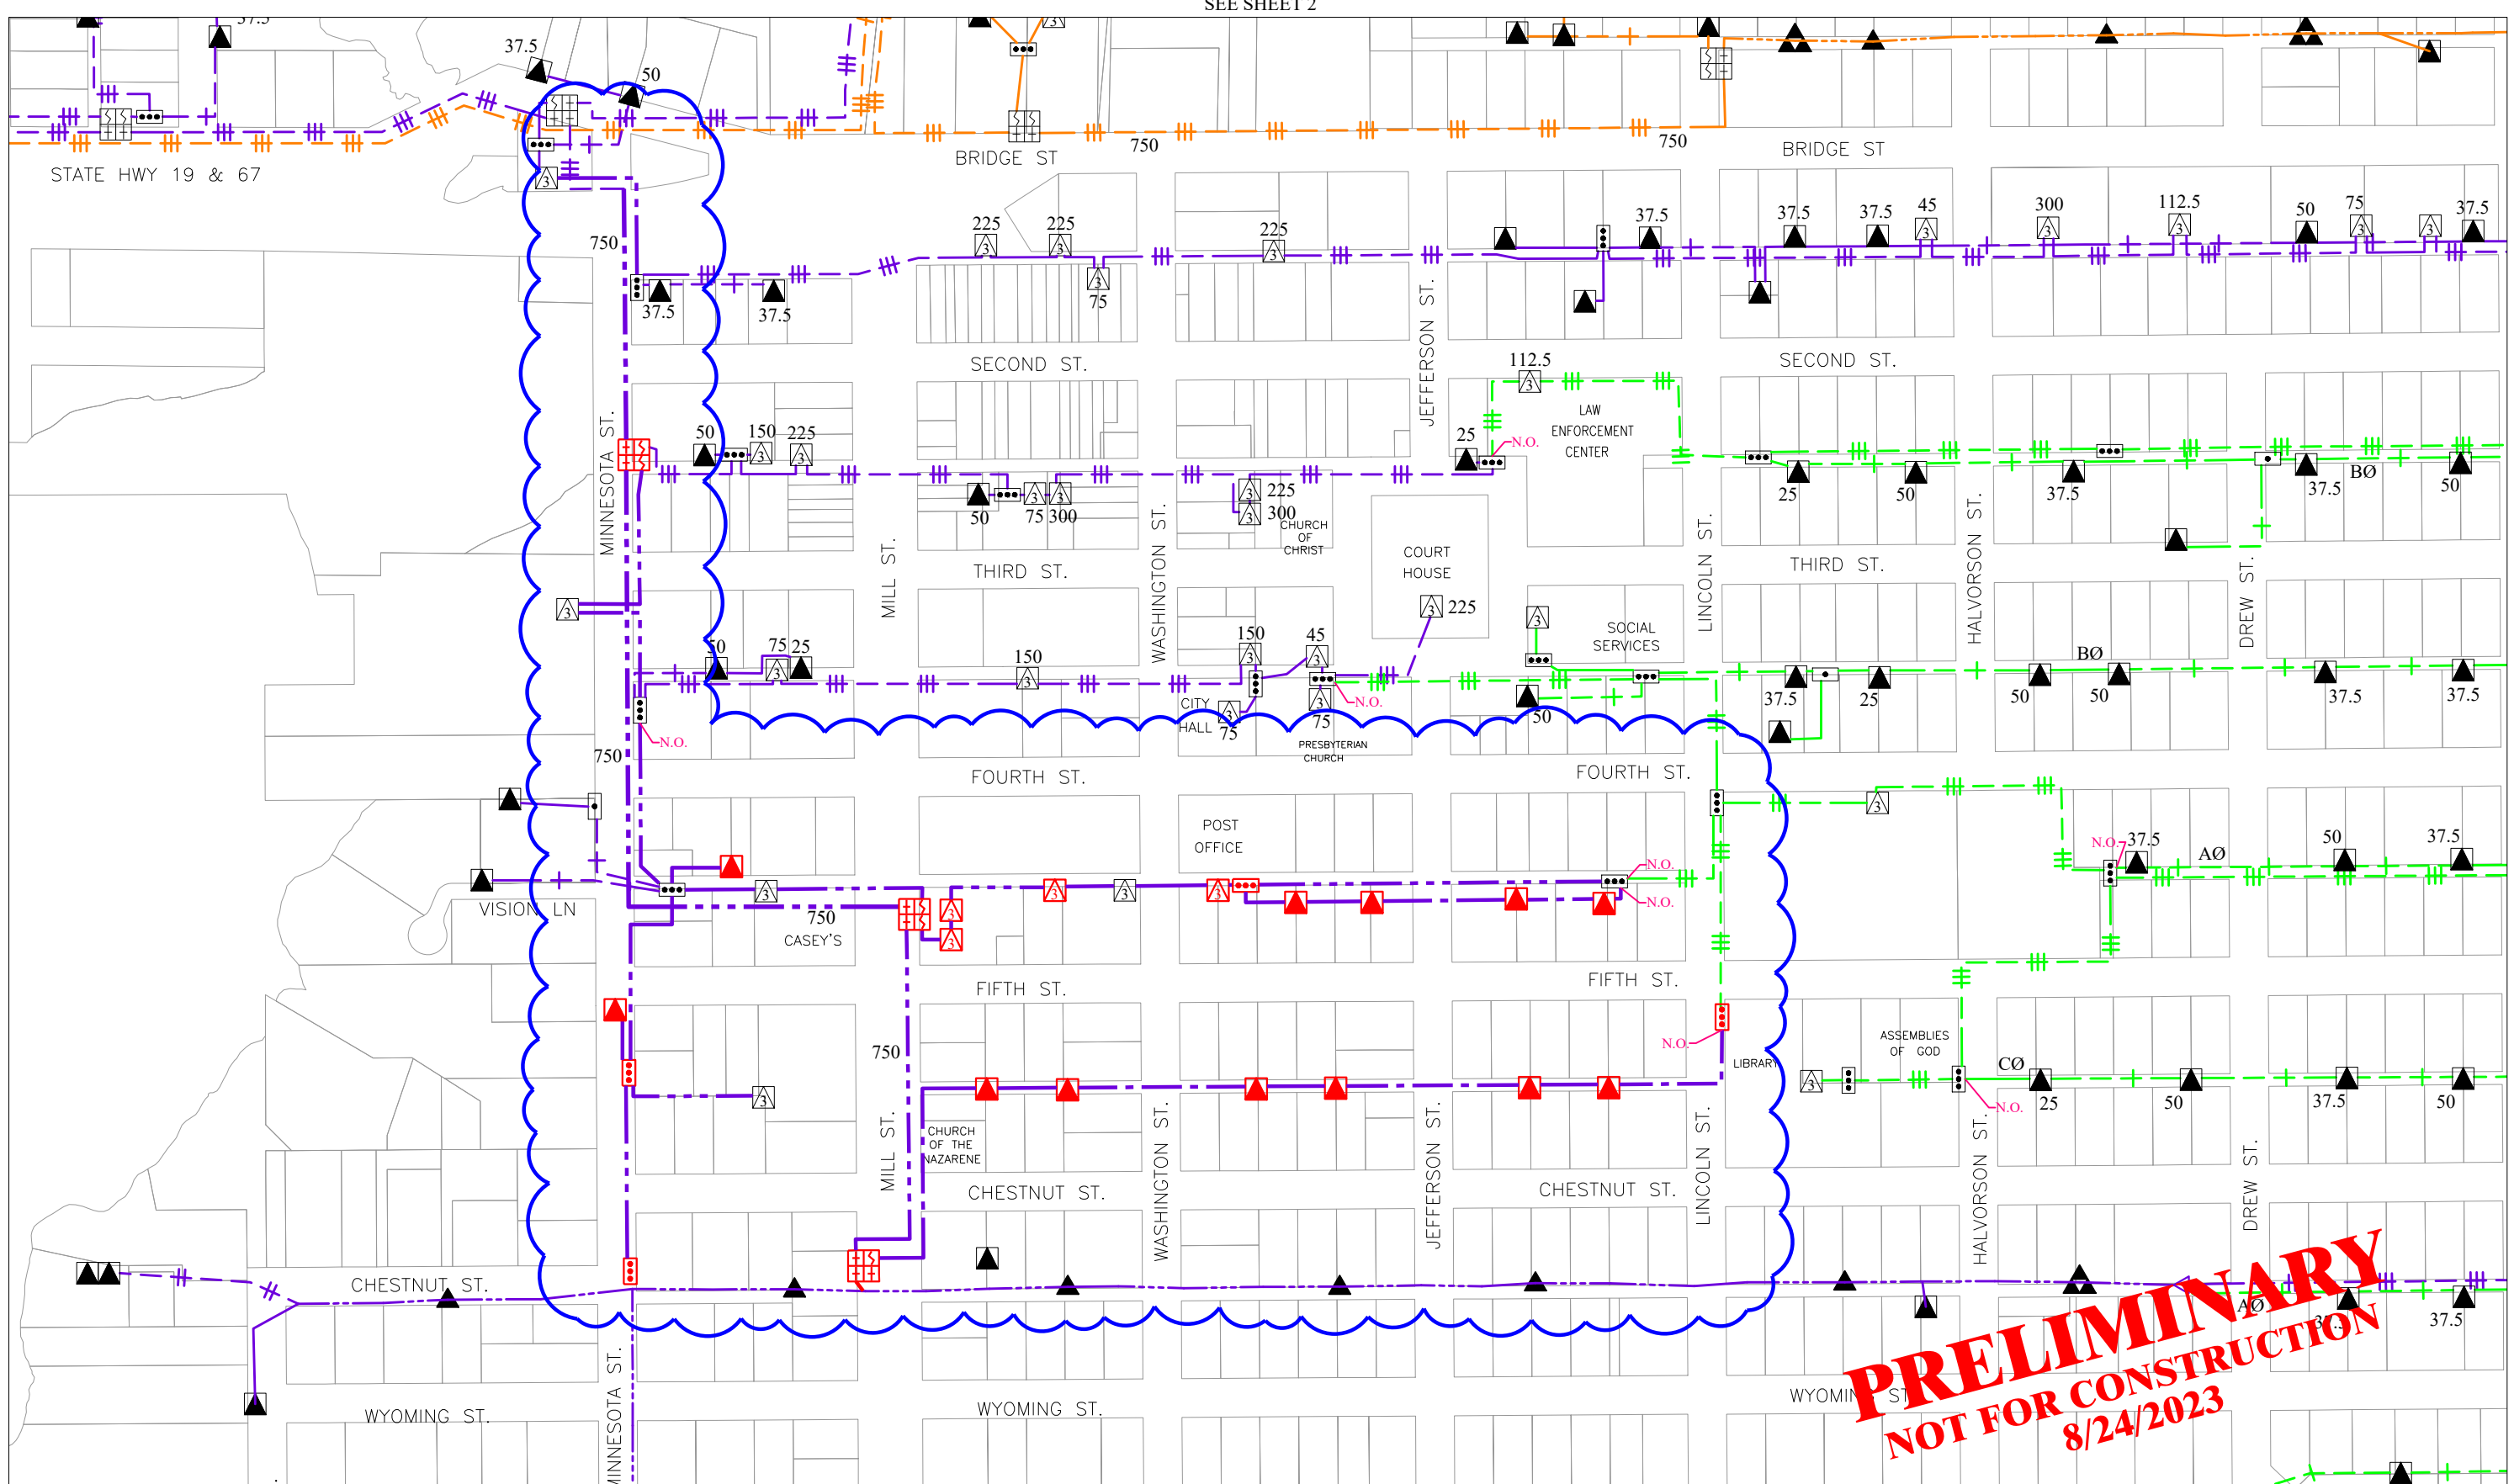 SEE SHEET 2
37.5
37.5
50
STATE HWY 19 & 67
BRIDGE ST
750
750
BRIDGE ST
750
225
225
225
37.5
37.5
37.5
45
300
112.5
50
75
37.5
37.5
37.5
75
JEFFERSON ST.
SECOND ST.
SECOND ST.
112.5
LAW
ENFORCEMENT
CENTER
MINNESOTA ST.
50
150
225
25
N.O.
50
75
300
225
300
CHURCH
OF
CHRIST
25
50
37.5
37.5
BØ
50
COURT
HOUSE
WASHINGTON ST.
MILL ST.
LINCOLN ST.
HALVORSON ST.
DREW ST.
THIRD ST.
THIRD ST.
225
SOCIAL
SERVICES
50
75
25
150
150
45
BØ
37.5
25
50
50
37.5
37.5
CITY
HALL
75
75
N.O.
50
N.O.
750
PRESBYTERIAN
CHURCH
FOURTH ST.
FOURTH ST.
POST
OFFICE
N.O.
N.O.
N.O.
37.5
AØ
50
37.5
VISION LN
750
CASEY'S
FIFTH ST.
FIFTH ST.
750
N.O.
LIBRARY
ASSEMBLIES
OF GOD
CØ
N.O.
25
50
37.5
50
CHURCH
OF THE
NAZARENE
MILL ST.
WASHINGTON ST.
JEFFERSON ST.
LINCOLN ST.
HALVORSON ST.
DREW ST.
CHESTNUT ST.
CHESTNUT ST.
CHESTNUT ST.
AØ
37.5
37.5
MINNESOTA ST.
WYOMING ST.
WYOMING ST.
WYOMING ST.
PRELIMINARY
NOT FOR CONSTRUCTION
8/24/2023